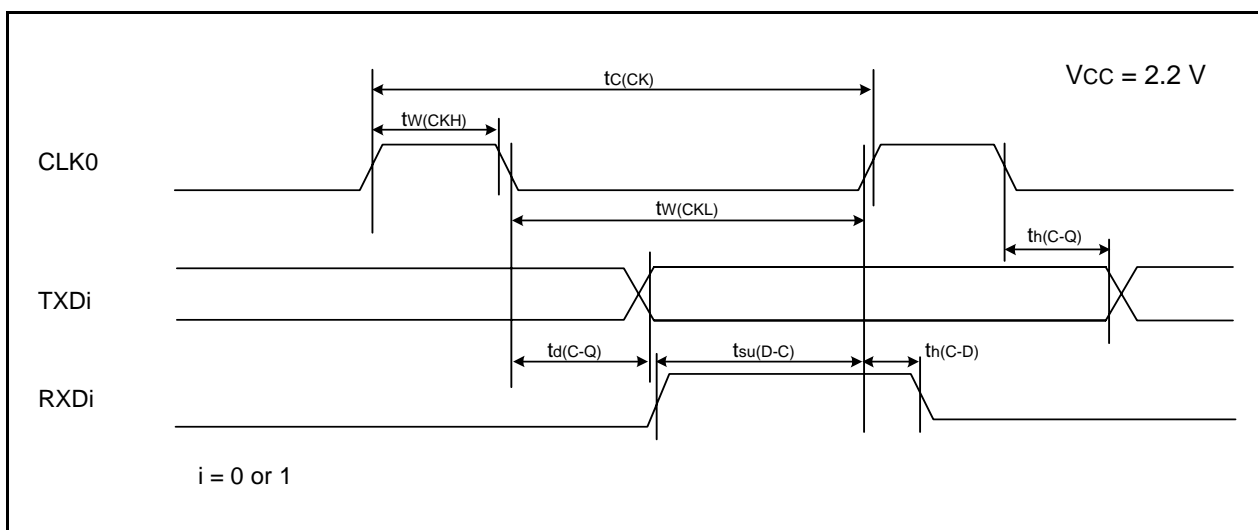 tC(CK)
VCC = 2.2 V
tW(CKH)
CLK0
tW(CKL)
th(C-Q)
TXDi
td(C-Q)
tsu(D-C)
th(C-D)
RXDi
i = 0 or 1